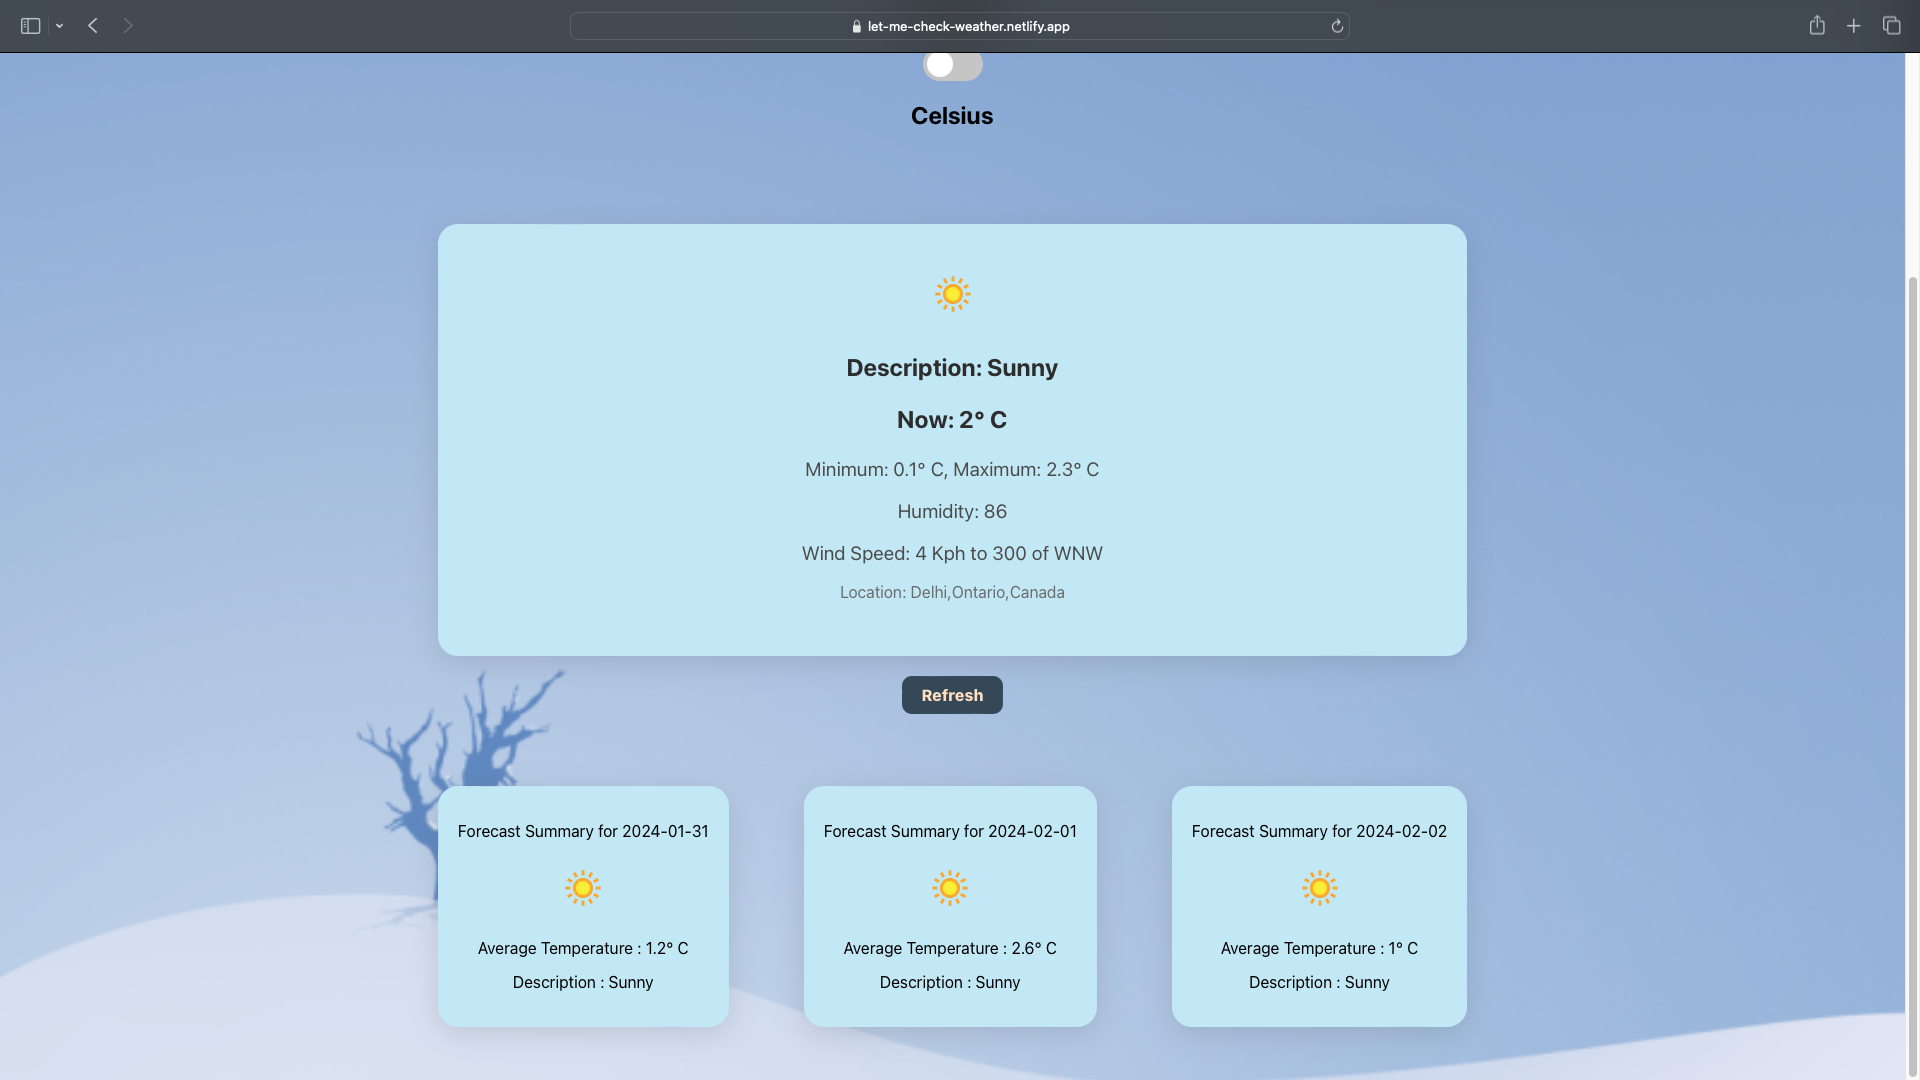 let-me-check-weather.netlify.app
Celsius
Description: Sunny
Now: 2° C
Minimum: 0.1° C, Maximum: 2.3° C
Humidity: 86
Wind Speed: 4 Kph to 300 of WNW
Location: Delhi,Ontario,Canada
Refresh
Forecast Summary for 2024-01-31
Average Temperature : 1.2° C
Description : Sunny
Forecast Summary for 2024-02-01
Average Temperature : 2.6° C
Description : Sunny
Forecast Summary for 2024-02-02
Average Temperature : 1° C
Description : Sunny